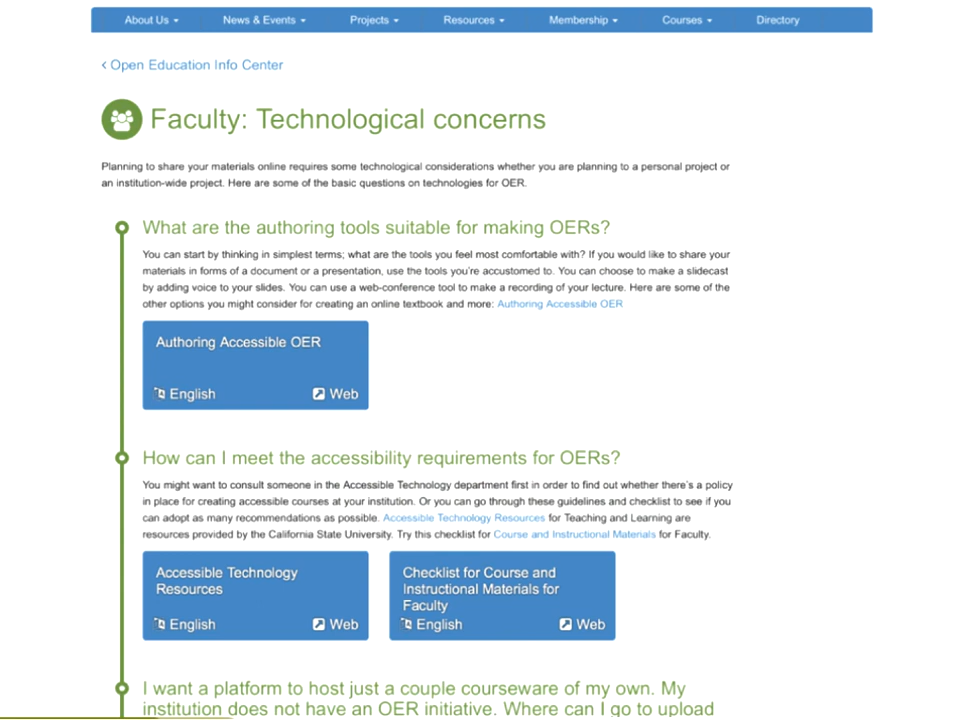 About Us News & Events Projects Resources Membership Courses Directory
‹ Open Education Info Center
Faculty: Technological concerns
Planning to share your materials online requires some technological considerations whether you are planning to a personal project or
an institution-wide project. Here are some of the basic questions on technologies for OER.
What are the authoring tools suitable for making OERs?
You can start by thinking in simplest terms; what are the tools you feel most comfortable with? If you would like to share your
materials in forms of a document or a presentation, use the tools you're accustomed to. You can choose to make a slidecast
by adding voice to your slides. You can use a web-conference tool to make a recording of your lecture. Here are some of the
other options you might consider for creating an online textbook and more: Authoring Accessible OER
Authoring Accessible OER
English Web
How can I meet the accessibility requirements for OERs?
You might want to consult someone in the Accessible Technology department first in order to find out whether there's a policy
in place for creating accessible courses at your institution. Or you can go through these guidelines and checklist to see if you
can adopt as many recommendations as possible. Accessible Technology Resources for Teaching and Learning are
resources provided by the California State University. Try this checklist for Course and Instructional Materials for Faculty.
Accessible Technology
Resources
English Web
Checklist for Course and
Instructional Materials for
Faculty
English Web
I want a platform to host just a couple courseware of my own. My
institution does not have an OER initiative. Where can I go to upload